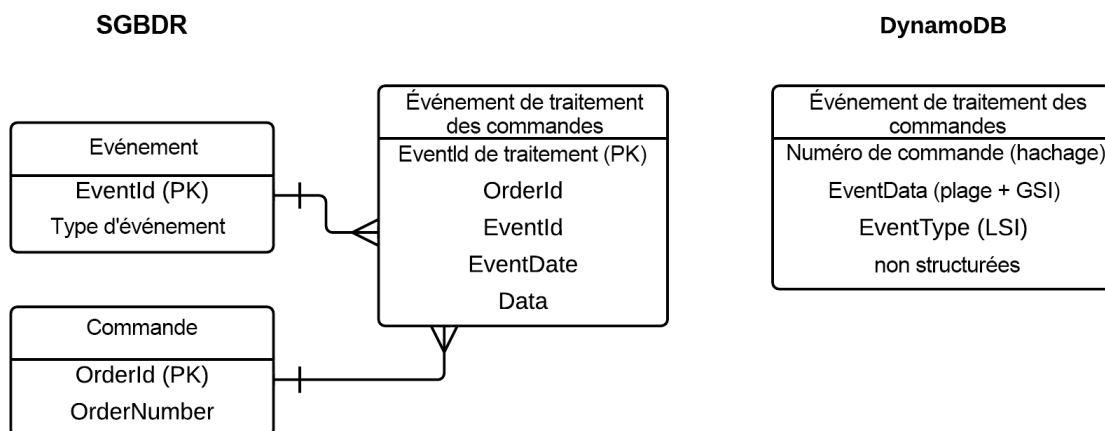 SGBDR
DynamoDB
Evénement
EventId (PK)
Type d'événement
Commande
OrderId (PK)
OrderNumber
Événement de traitement
des commandes
EventId de traitement (PK)
OrderId
EventId
EventDate
Data
Événement de traitement des
commandes
Numéro de commande (hachage)
EventData (plage + GSI)
EventType (LSI)
non structurées